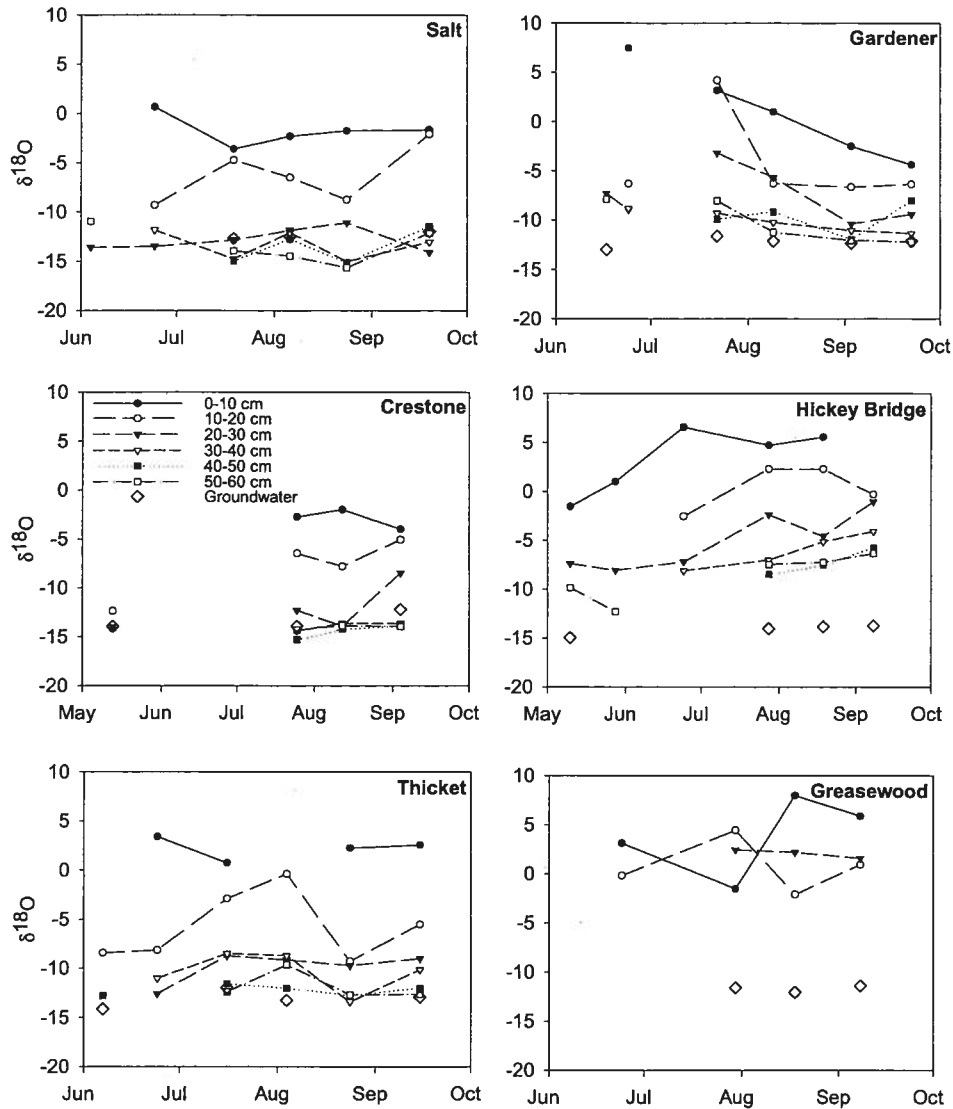 Salt
10
5
0
-5
-10
-15
-20
δ18O
Jun Jul Aug Sep Oct
Gardener
10
5
0
-5
-10
-15
-20
Jun Jul Aug Sep Oct
Crestone
10
5
0
-5
-10
-15
-20
δ18O
0-10 cm
10-20 cm
20-30 cm
30-40 cm
40-50 cm
50-60 cm
Groundwater
May Jun Jul Aug Sep Oct
Hickey Bridge
10
5
0
-5
-10
-15
-20
May Jun Jul Aug Sep Oct
Thicket
10
5
0
-5
-10
-15
-20
δ18O
Jun Jul Aug Sep Oct
Greasewood
10
5
0
-5
-10
-15
-20
Jun Jul Aug Sep Oct